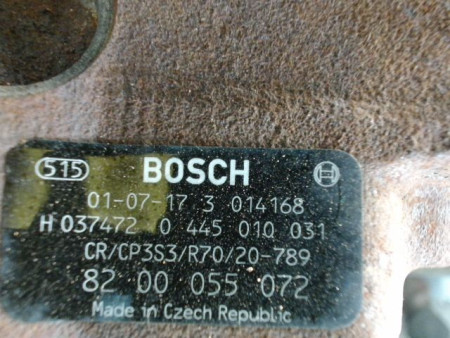 515 BOSCH
01-07-17 3 014168
H 037472 0 445 010 031
CR/CP3S3/R70/20-789
82 00 055 072
Made in Czech Republic